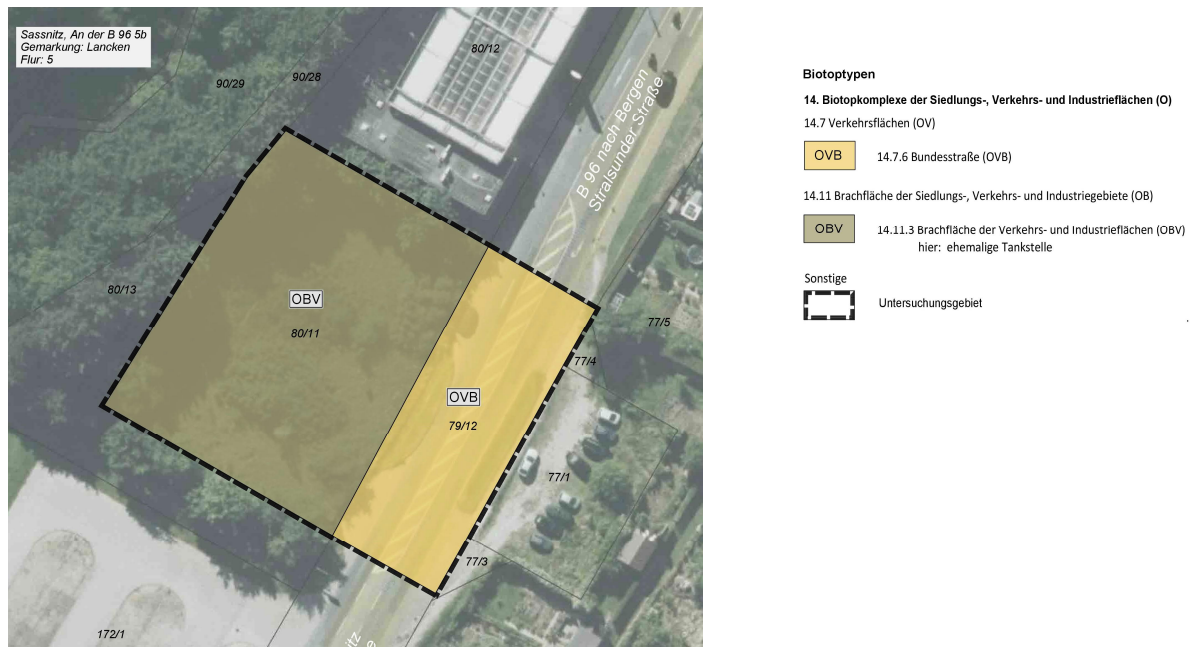 Sassnitz, An der B 96 5b
Gemarkung: Lancken
Flur: 5
80/12
90/28
90/29
B 96 nach Bergen
Stralsunder Straße
80/13
OBV
80/11
77/5
77/4
OVB
79/12
77/1
77/3
172/1
itz
e
Biotoptypen
14. Biotopkomplexe der Siedlungs-, Verkehrs- und Industrieflächen (O)
14.7 Verkehrsflächen (OV)
OVB 14.7.6 Bundesstraße (OVB)
14.11 Brachfläche der Siedlungs-, Verkehrs- und Industriegebiete (OB)
OBV 14.11.3 Brachfläche der Verkehrs- und Industrieflächen (OBV)
hier: ehemalige Tankstelle
Sonstige
Untersuchungsgebiet